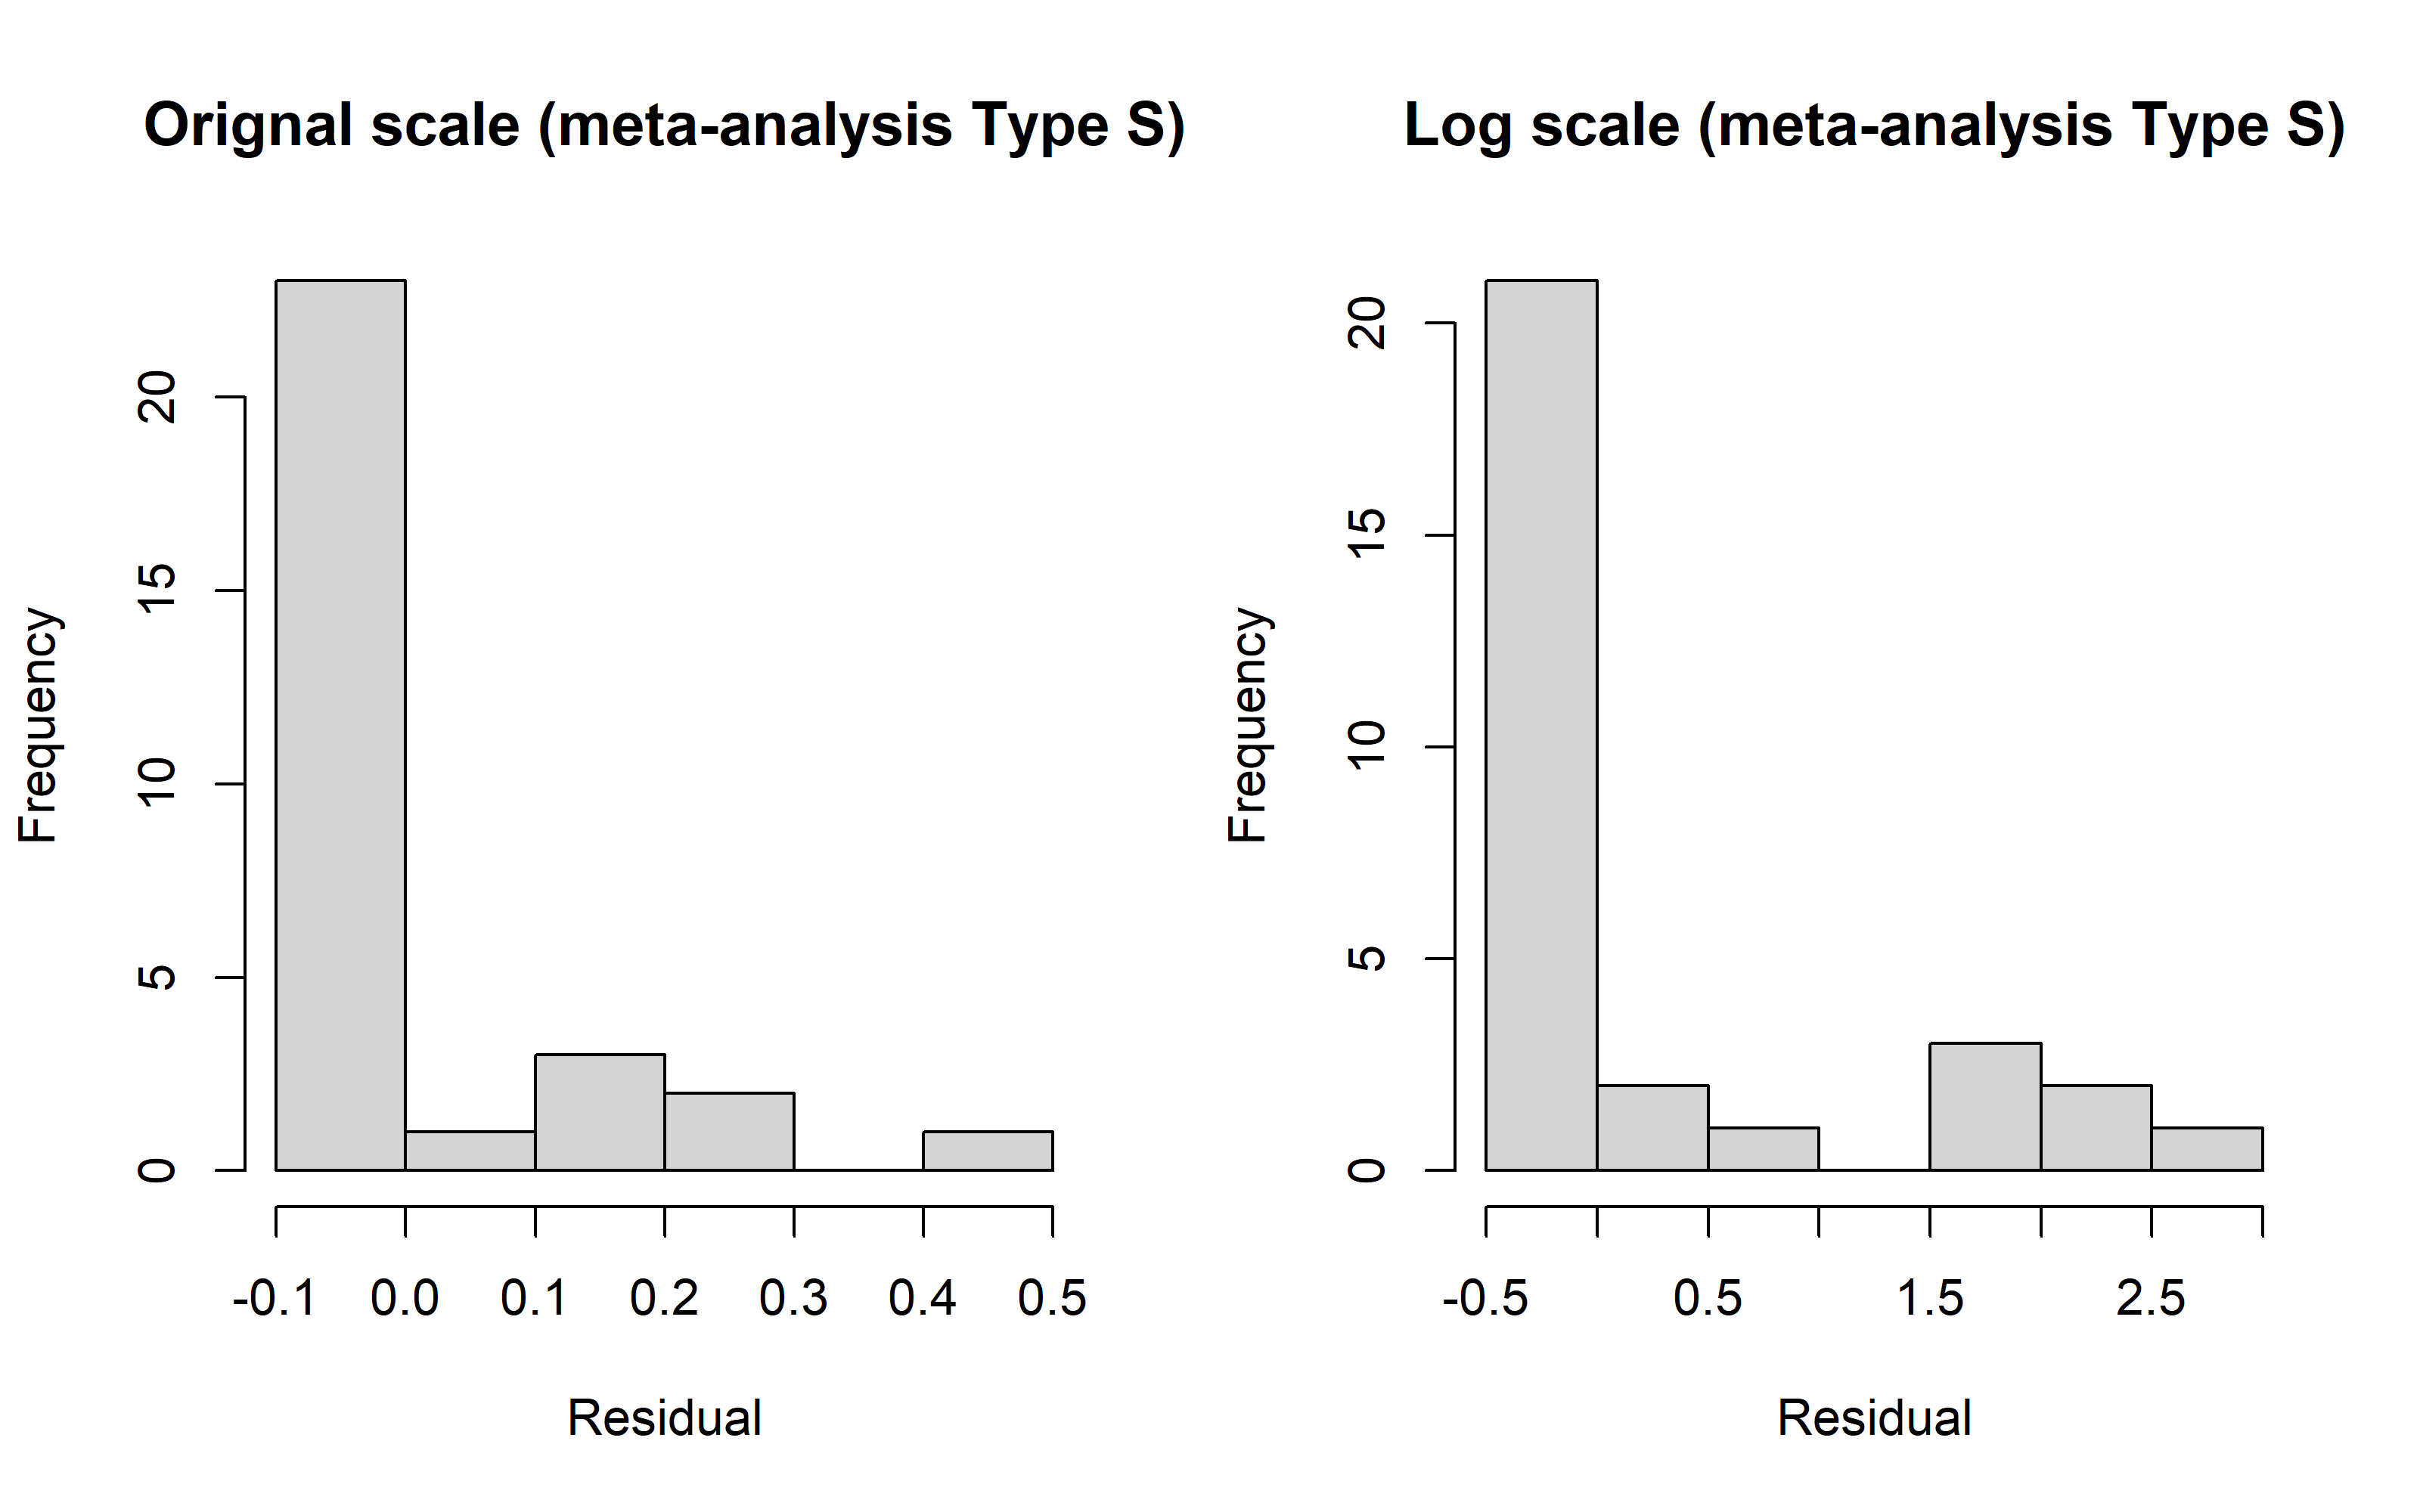 Orignal scale (meta-analysis Type S)
Frequency
20
15
10
5
0
-0.1 0.0 0.1 0.2 0.3 0.4 0.5
Residual
Log scale (meta-analysis Type S)
Frequency
20
15
10
5
0
-0.5 0.5 1.5 2.5
Residual